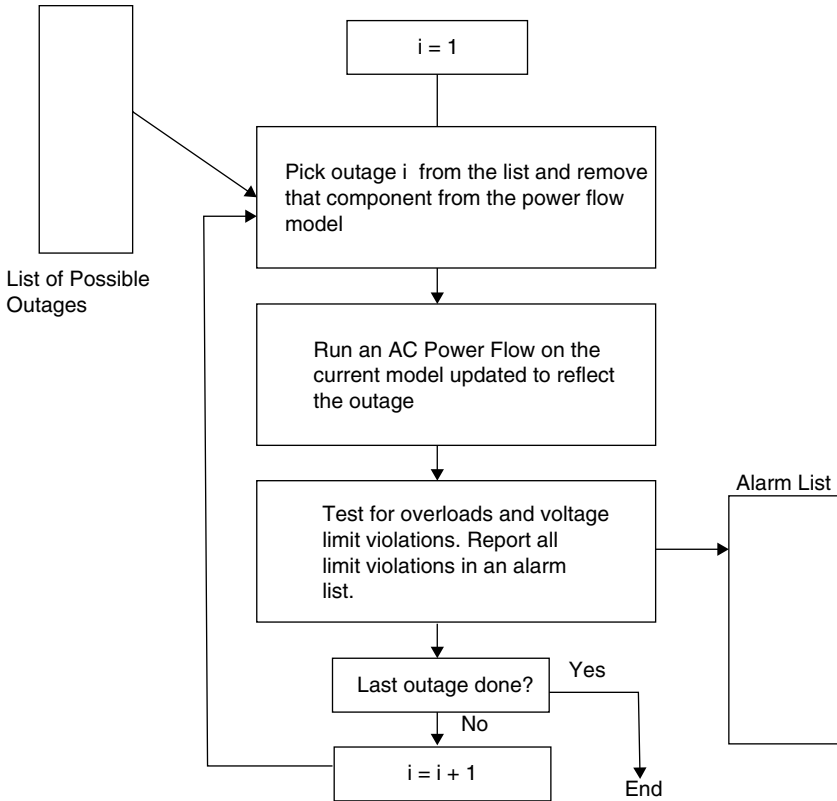 i = 1
Pick outage i from the list and remove
that component from the power flow
model
List of Possible
Outages
Run an AC Power Flow on the
current model updated to reflect
the outage
Alarm List
Test for overloads and voltage
limit violations. Report all
limit violations in an alarm
list.
Last outage done?
Yes
No
i = i + 1
End